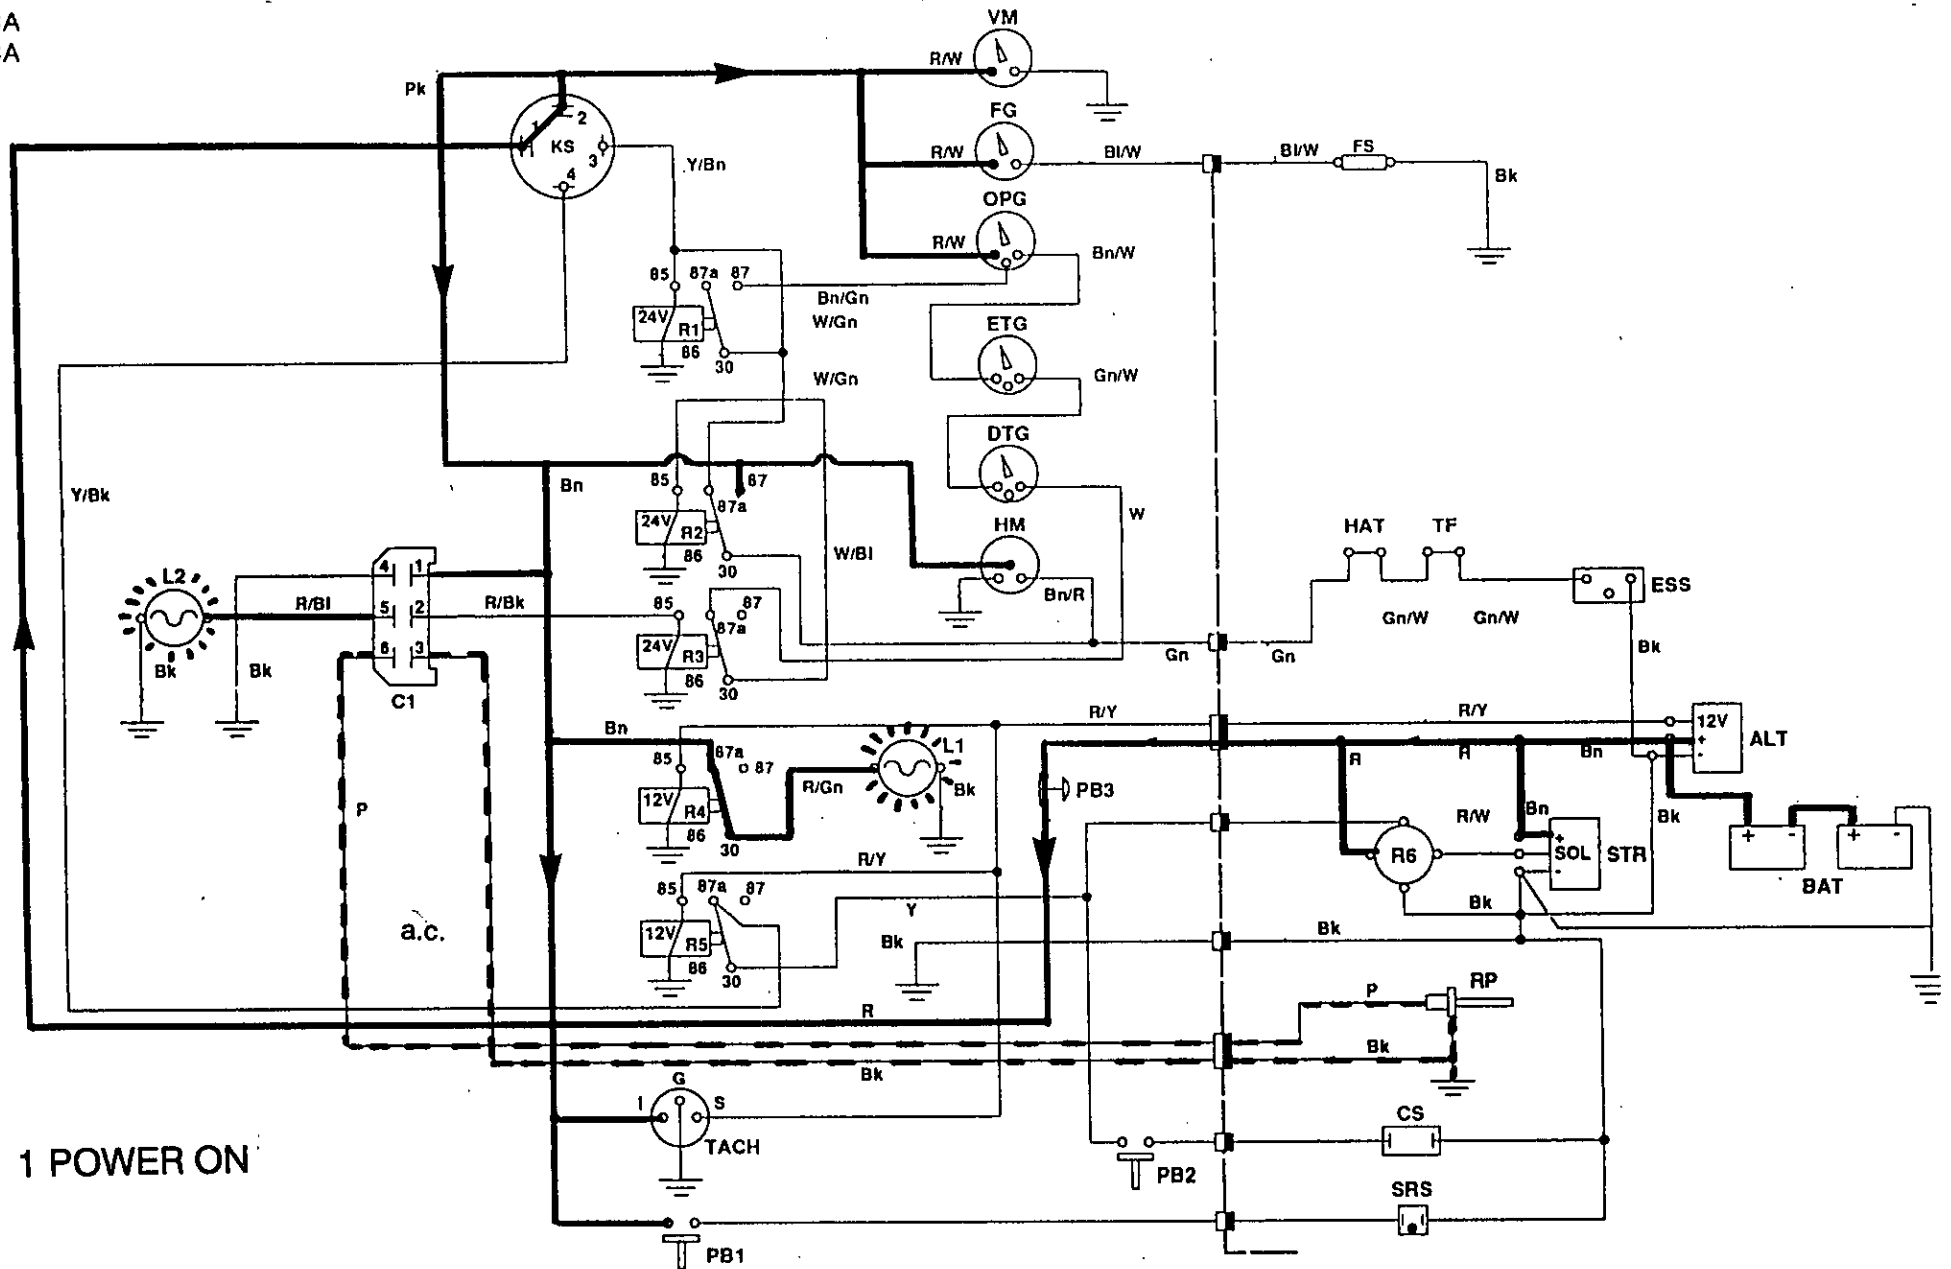 A
A
VM
R/W
Pk
FG
1
2
KS
3
4
R/W
Bl/W
Bl/W
FS
Y/Bn
Bk
OPG
R/W
Bn/W
85
87a
87
Bn/Gn
24V
R1
W/Gn
86
30
ETG
W/Gn
Gn/W
DTG
Y/Bk
Bn
85
87
87a
24V
R2
86
30
W/Bl
W
HM
HAT
TF
ESS
L2
4
1
R/Bl
5
2
R/Bk
85
87
87a
Bn/R
Gn/W
Gn/W
24V
R3
86
30
6
3
Bk
Bk
C1
Gn
Gn
Bk
Bn
R/Y
R/Y
12V
ALT
+
-
87a
85
87
L1
R
R
Bn
R/Gn
Bk
PB3
12V
R4
86
30
P
R/W
Bn
Bk
+
-
+
-
R6
+
SOL
-
STR
BAT
R/Y
85
87a
87
Y
Bk
a.c.
12V
R5
86
30
Bk
Bk
P
RP
R
Bk
Bk
G
I
S
TACH
CS
1 POWER ON
PB2
SRS
PB1